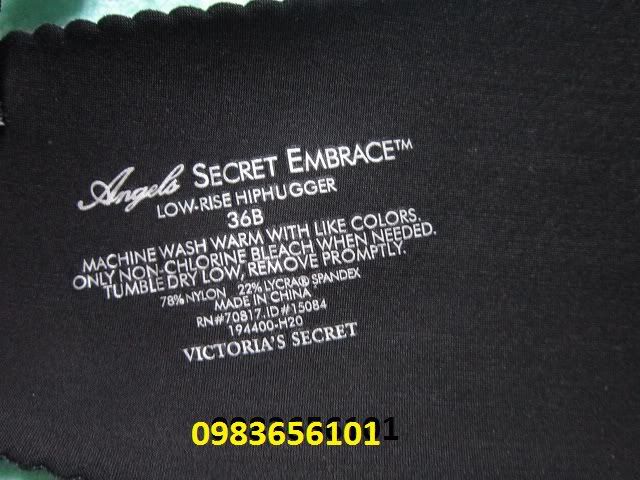 Angels SECRET EMBRACE™
LOW-RISE HIPHUGGER
36B
MACHINE WASH WARM WITH LIKE COLORS.
ONLY NON-CHLORINE BLEACH WHEN NEEDED.
TUMBLE DRY LOW, REMOVE PROMPTLY.
78% NYLON 22% LYCRA® SPANDEX
MADE IN CHINA
RN#70817.ID#15084
194400-H20
VICTORIA'S SECRET
0983656101